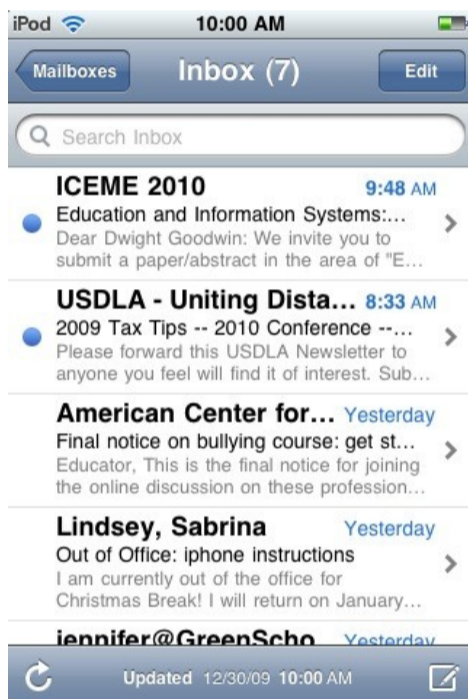 iPod 10:00 AM
Mailboxes Inbox (7) Edit
Search Inbox
ICEME 2010 9:48 AM
Education and Information Systems:...
Dear Dwight Goodwin: We invite you to
submit a paper/abstract in the area of "E...
USDLA - Uniting Dista... 8:33 AM
2009 Tax Tips -- 2010 Conference --...
Please forward this USDLA Newsletter to
anyone you feel will find it of interest. Sub...
American Center for... Yesterday
Final notice on bullying course: get st...
Educator, This is the final notice for joining
the online discussion on these profession...
Lindsey, Sabrina Yesterday
Out of Office: iphone instructions
I am currently out of the office for
Christmas Break! I will return on January...
jennifer@GreenScho Yesterday
Updated 12/30/09 10:00 AM